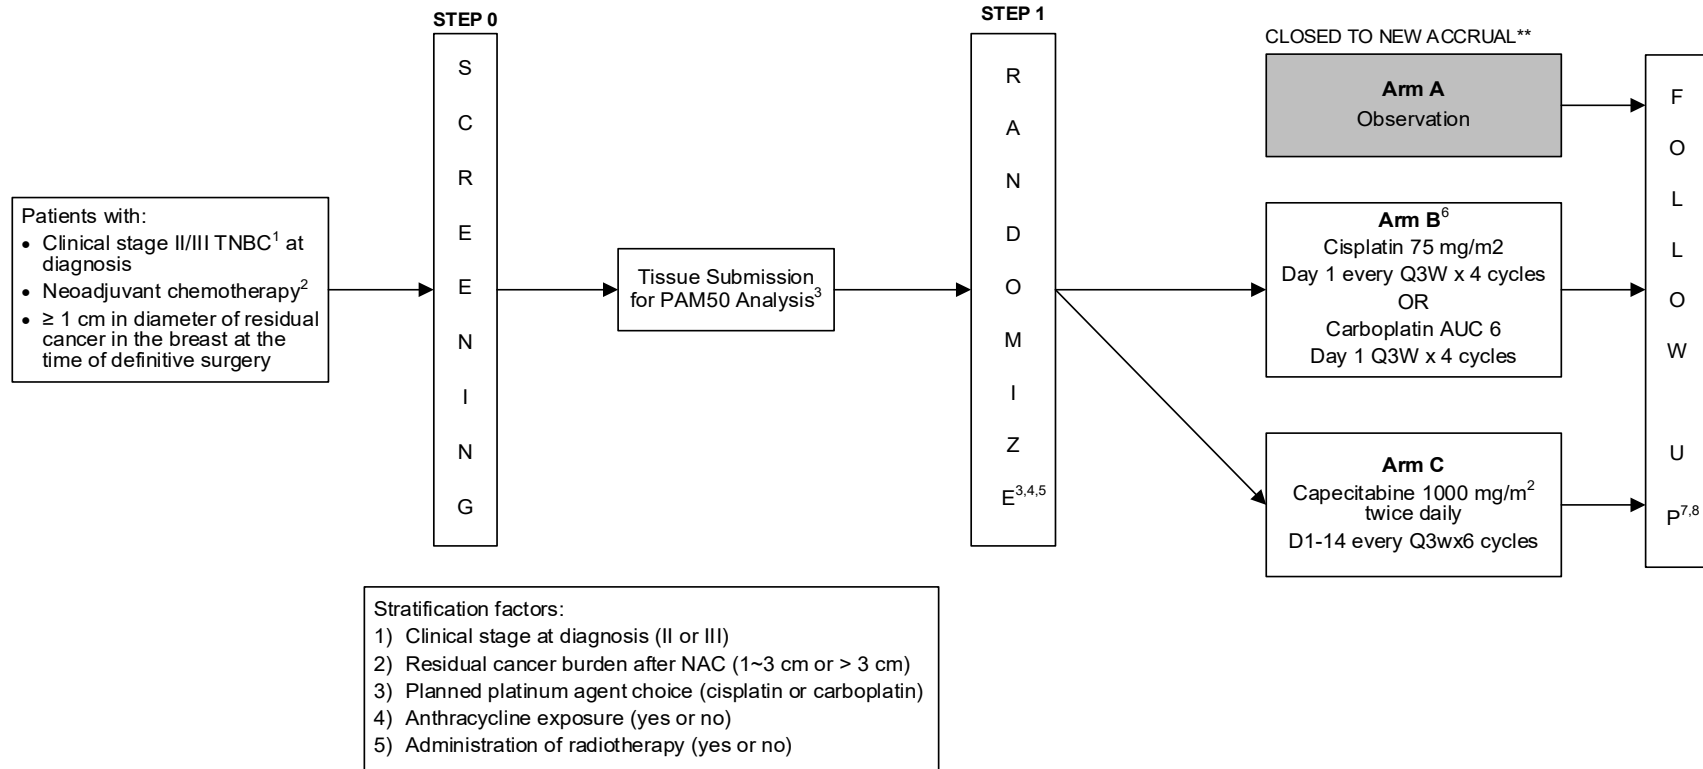 STEP 0
SCREENING
STEP 1
RANDOMIZE3,4,5
CLOSED TO NEW ACCRUAL**
Arm A
Observation
Patients with:
• Clinical stage II/III TNBC1 at
diagnosis
• Neoadjuvant chemotherapy2
• ≥ 1 cm in diameter of residual
cancer in the breast at the
time of definitive surgery
Tissue Submission
for PAM50 Analysis3
Arm B6
Cisplatin 75 mg/m2
Day 1 every Q3W x 4 cycles
OR
Carboplatin AUC 6
Day 1 Q3W x 4 cycles
Arm C
Capecitabine 1000 mg/m2
twice daily
D1-14 every Q3wx6 cycles
FOLLOW UP7,8
Stratification factors:
1) Clinical stage at diagnosis (II or III)
2) Residual cancer burden after NAC (1~3 cm or > 3 cm)
3) Planned platinum agent choice (cisplatin or carboplatin)
4) Anthracycline exposure (yes or no)
5) Administration of radiotherapy (yes or no)